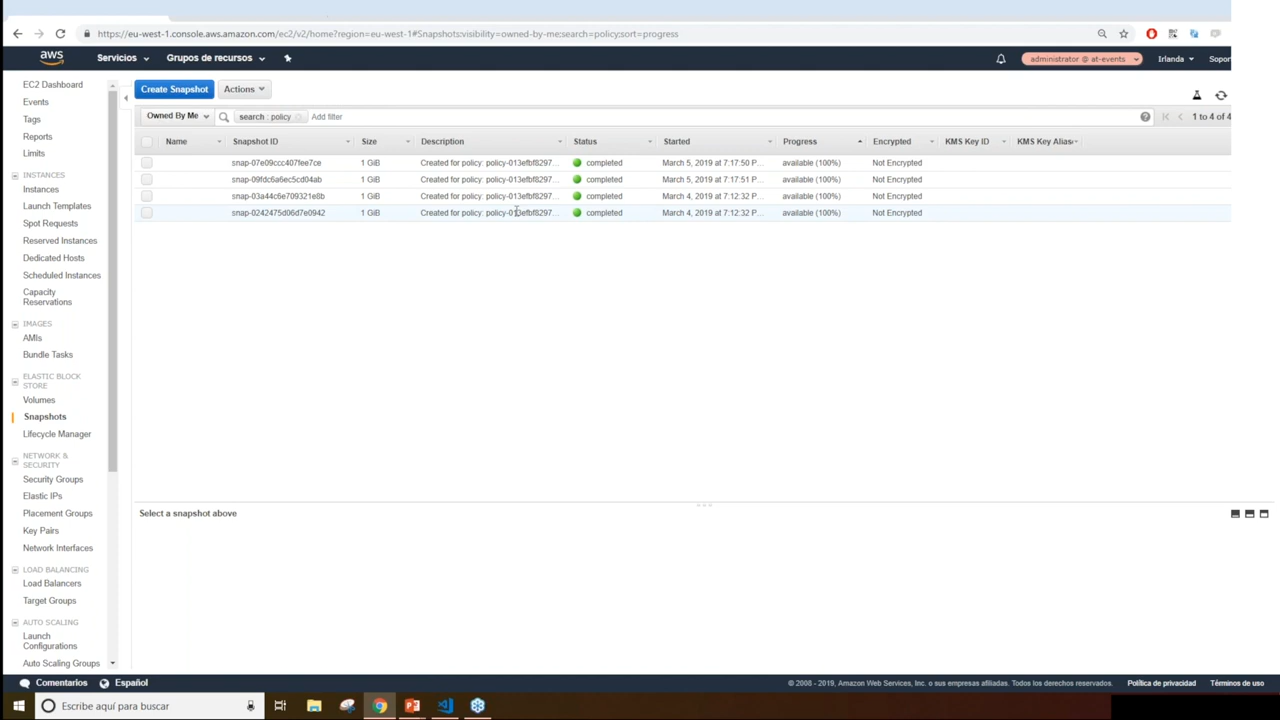 https://eu-west-1.console.aws.amazon.com/ec2/v2/home?region=eu-west-1#Snapshots:visibility=owned-by-me;search=policy;sort=progress
aws Servicios Grupos de recursos administrator @ at-events Irlanda Sopor
EC2 Dashboard
Events
Tags
Reports
Limits
INSTANCES
Instances
Launch Templates
Spot Requests
Reserved Instances
Dedicated Hosts
Scheduled Instances
Capacity
Reservations
IMAGES
AMIs
Bundle Tasks
ELASTIC BLOCK
STORE
Volumes
Snapshots
Lifecycle Manager
NETWORK &
SECURITY
Security Groups
Elastic IPs
Placement Groups
Key Pairs
Network Interfaces
LOAD BALANCING
Load Balancers
Target Groups
AUTO SCALING
Launch
Configurations
Auto Scaling Groups
Create Snapshot Actions
Owned By Me search : policy Add filter 1 to 4 of 4
Name Snapshot ID Size Description Status Started Progress Encrypted KMS Key ID KMS Key Alias
snap-07e09ccc407fee7ce 1 GiB Created for policy: policy-013efbf8297... completed March 5, 2019 at 7:17:50 P... available (100%) Not Encrypted
snap-09fdc6a6ec5cd04ab 1 GiB Created for policy: policy-013efbf8297... completed March 5, 2019 at 7:17:51 P... available (100%) Not Encrypted
snap-03a44c6e709321e8b 1 GiB Created for policy: policy-013efbf8297... completed March 4, 2019 at 7:12:32 P... available (100%) Not Encrypted
snap-0242475d06d7e0942 1 GiB Created for policy: policy-013efbf8297... completed March 4, 2019 at 7:12:32 P... available (100%) Not Encrypted
Select a snapshot above
Comentarios Español © 2008 - 2019, Amazon Web Services, Inc. o sus empresas afiliadas. Todos los derechos reservados. Política de privacidad Términos de uso
Escribe aquí para buscar